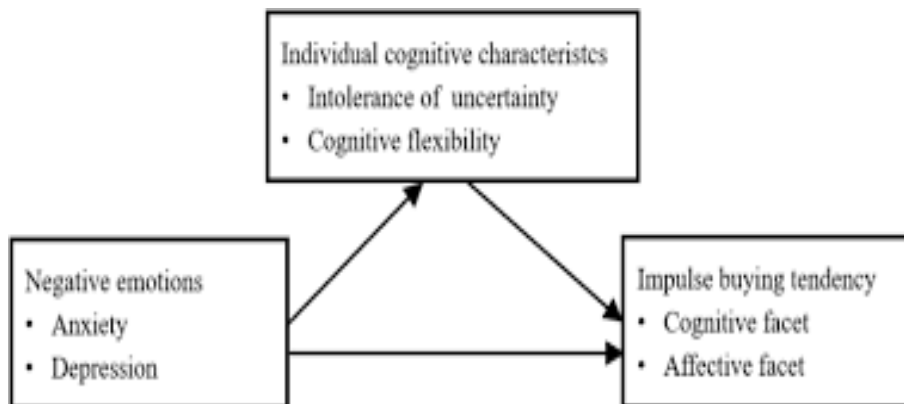 Individual cognitive characteristcs
• Intolerance of uncertainty
• Cognitive flexibility
Negative emotions
• Anxiety
• Depression
Impulse buying tendency
• Cognitive facet
• Affective facet